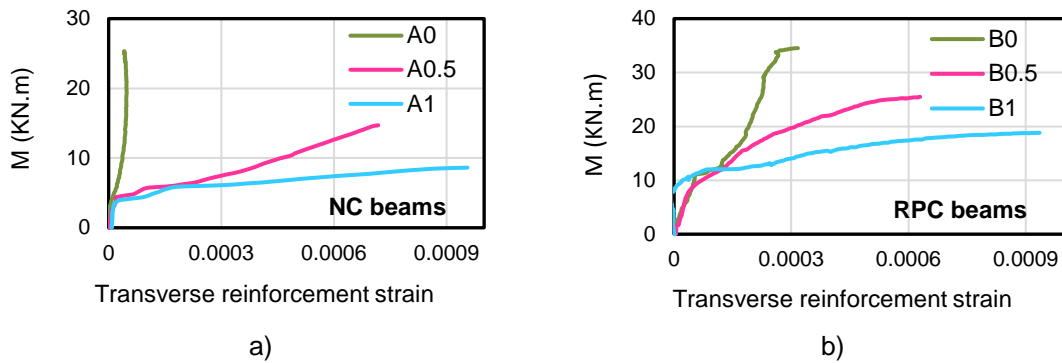 30
20
10
0
M (KN.m)
A0
A0.5
A1
NC beams
0 0.0003 0.0006 0.0009
Transverse reinforcement strain
a)
40
30
20
10
0
M (KN.m)
B0
B0.5
B1
RPC beams
0 0.0003 0.0006 0.0009
Transverse reinforcement strain
b)